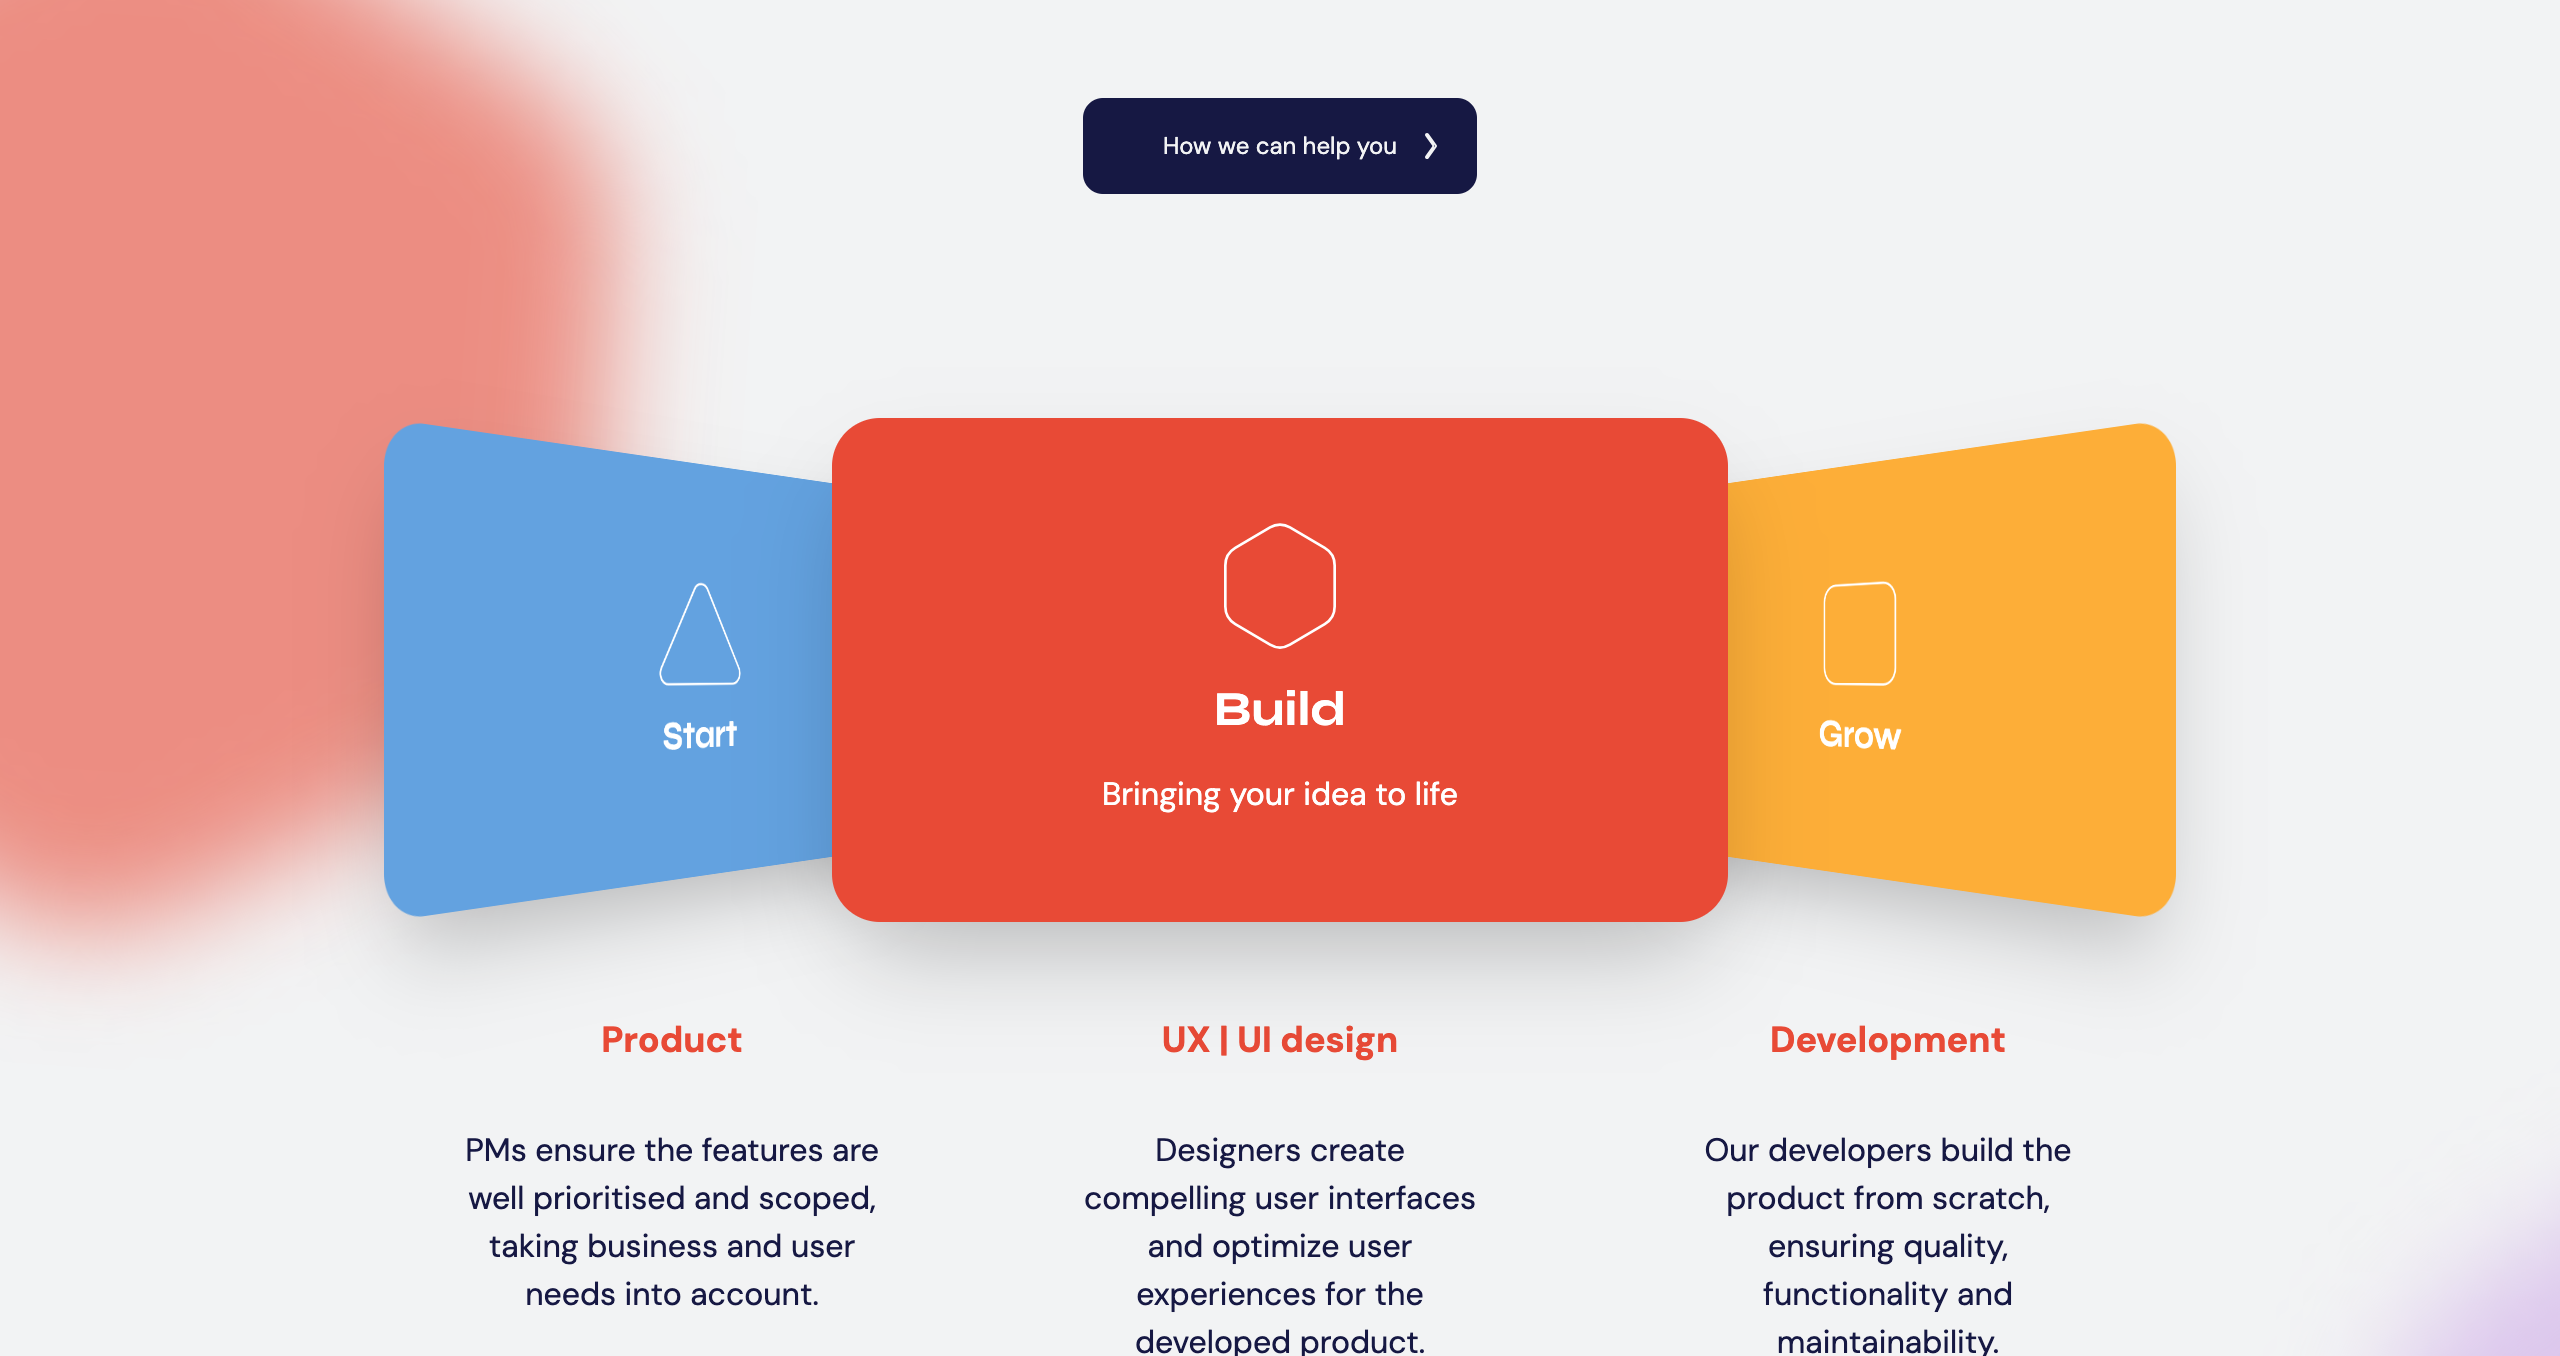 How we can help you
Start
Build
Bringing your idea to life
Grow
Product
PMs ensure the features are
well prioritised and scoped,
taking business and user
needs into account.
UX | UI design
Designers create
compelling user interfaces
and optimize user
experiences for the
developed product.
Development
Our developers build the
product from scratch,
ensuring quality,
functionality and
maintainability.